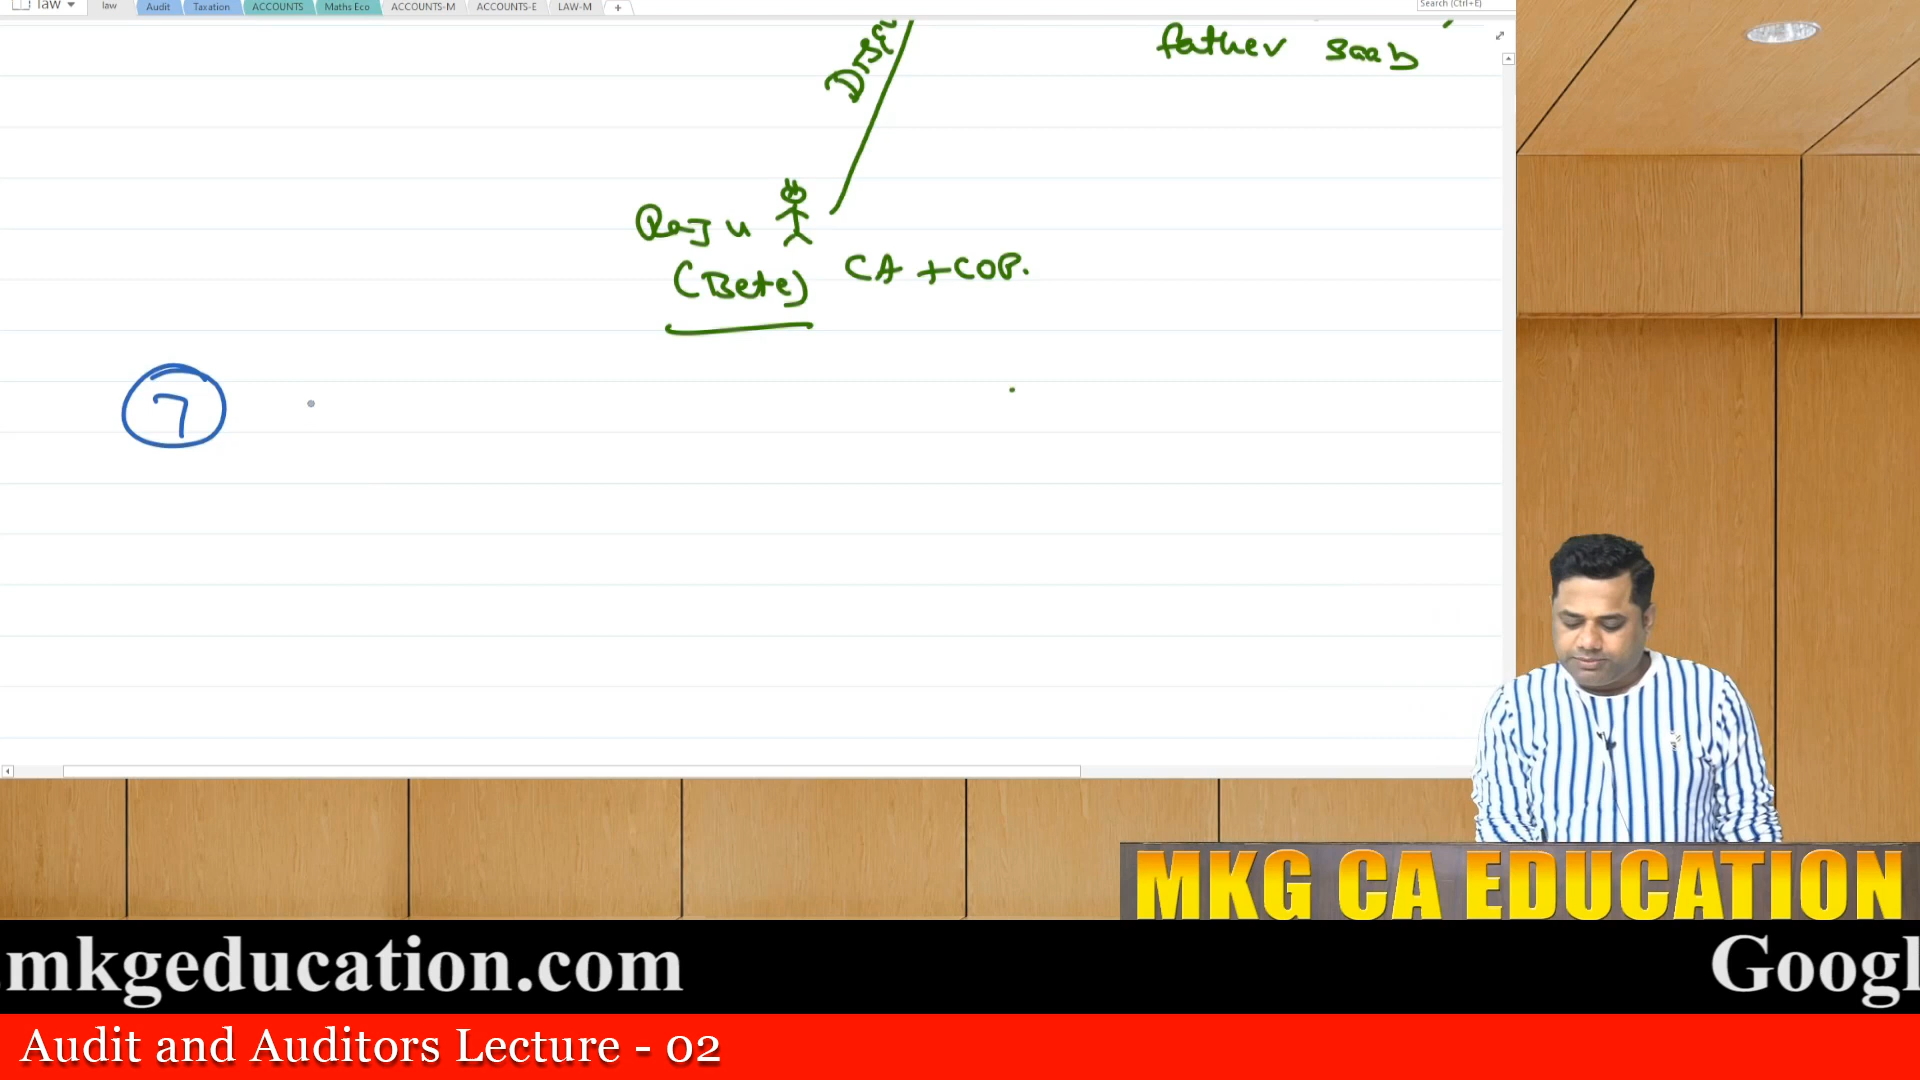 law
law
Audit
Taxation
ACCOUNTS
Maths Eco
ACCOUNTS-M
ACCOUNTS-E
LAW-M
+
Search (Ctrl+E)
father saab
Raju
(Bete)
CA + COP.
7
MKG CA EDUCATION
.mkgeducation.com
Googl
Audit and Auditors Lecture - 02